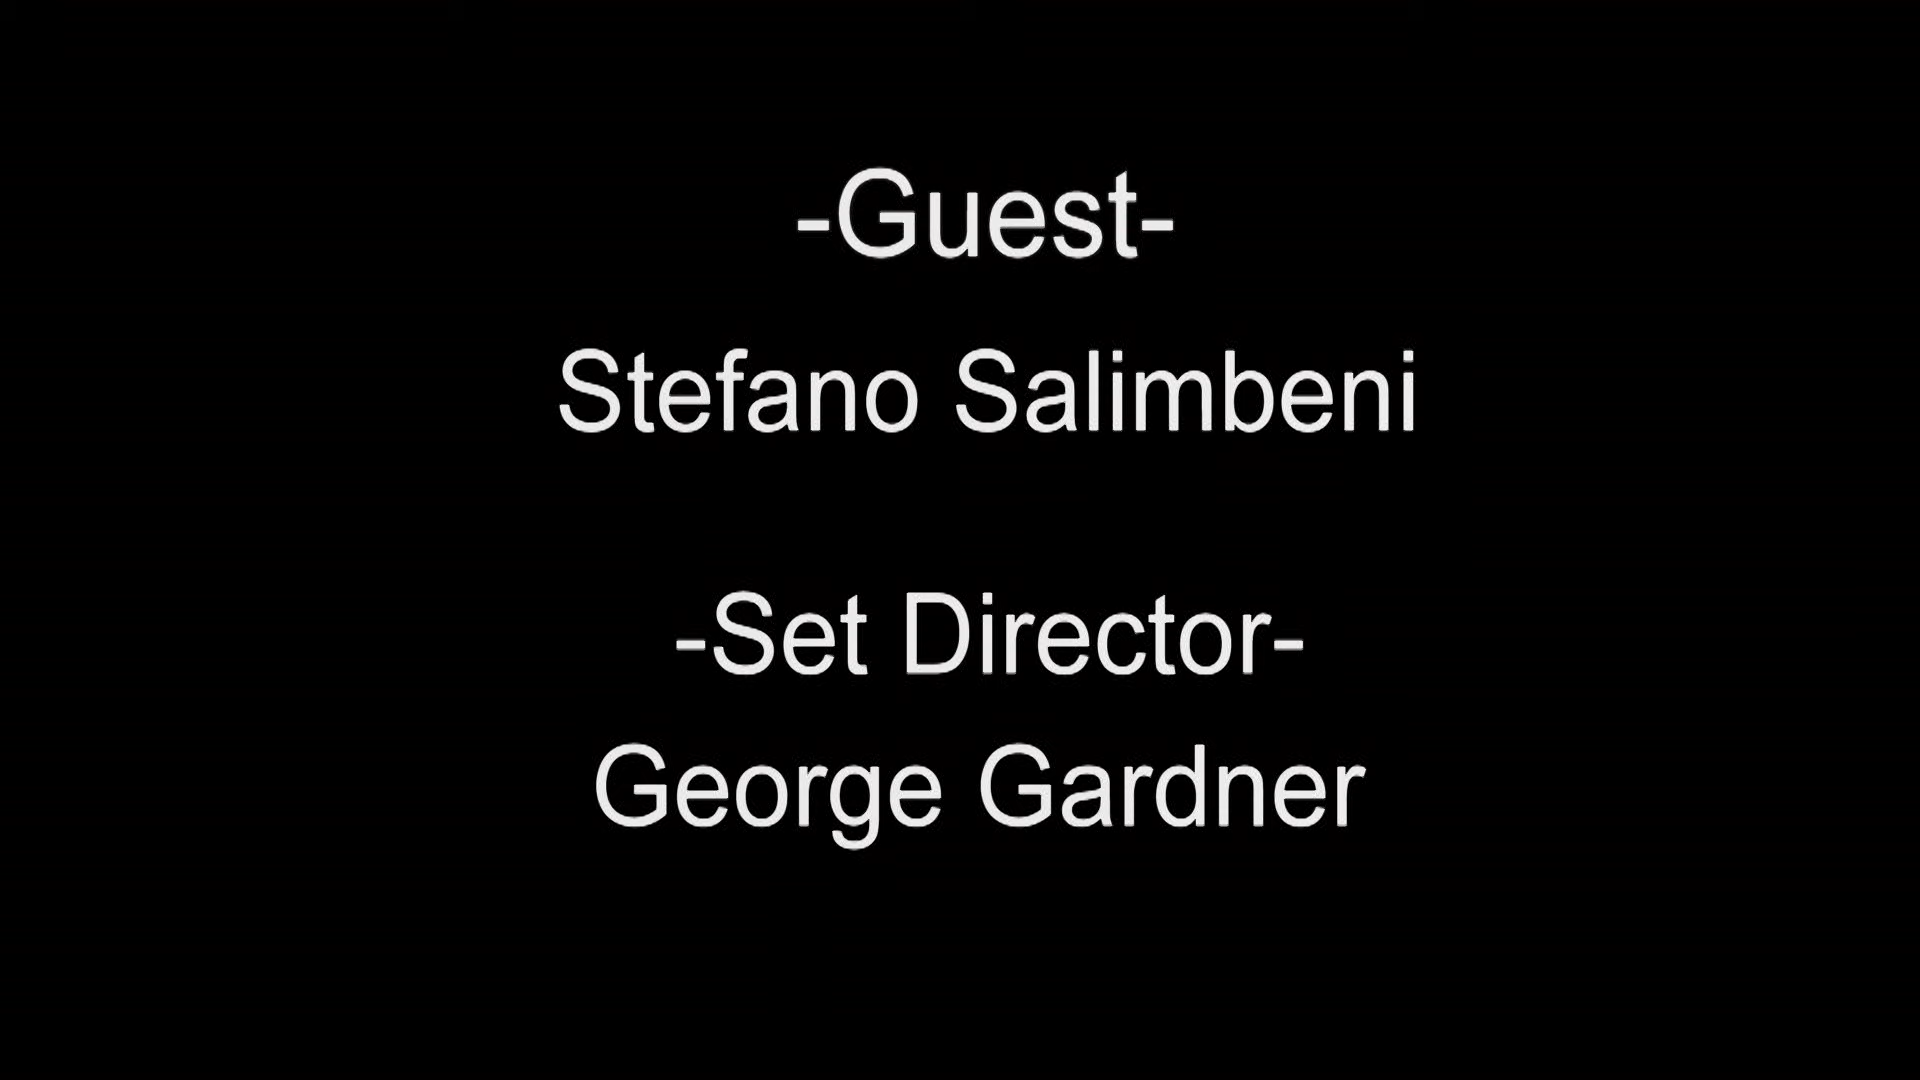 -Guest-
Stefano Salimbeni
-Set Director-
George Gardner